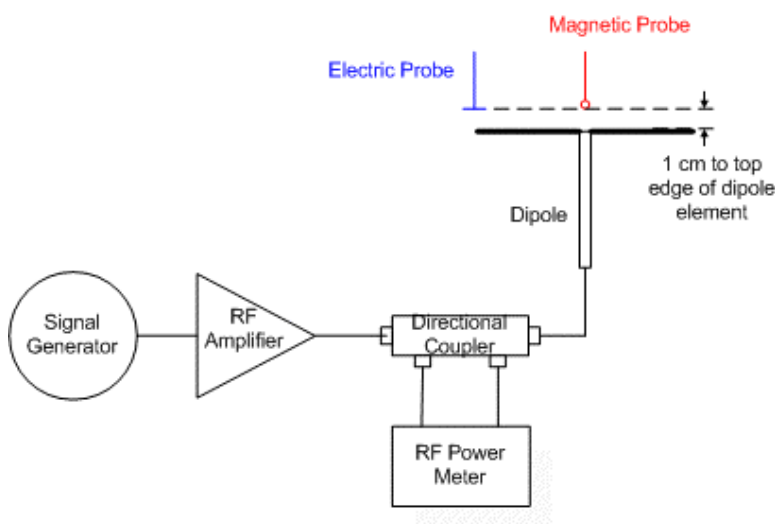 Magnetic Probe
Electric Probe
1 cm to top
edge of dipole
element
Dipole
Signal
Generator
RF
Amplifier
Directional
Coupler
RF Power
Meter